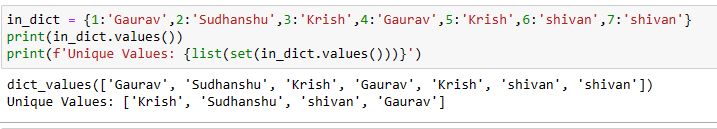 in_dict = {1:'Gaurav',2:'Sudhanshu',3:'Krish',4:'Gaurav',5:'Krish',6:'shivan',7:'shivan'}
print(in_dict.values())
print(f'Unique Values: {list(set(in_dict.values()))}')
dict_values(['Gaurav', 'Sudhanshu', 'Krish', 'Gaurav', 'Krish', 'shivan', 'shivan'])
Unique Values: ['Krish', 'Sudhanshu', 'shivan', 'Gaurav']